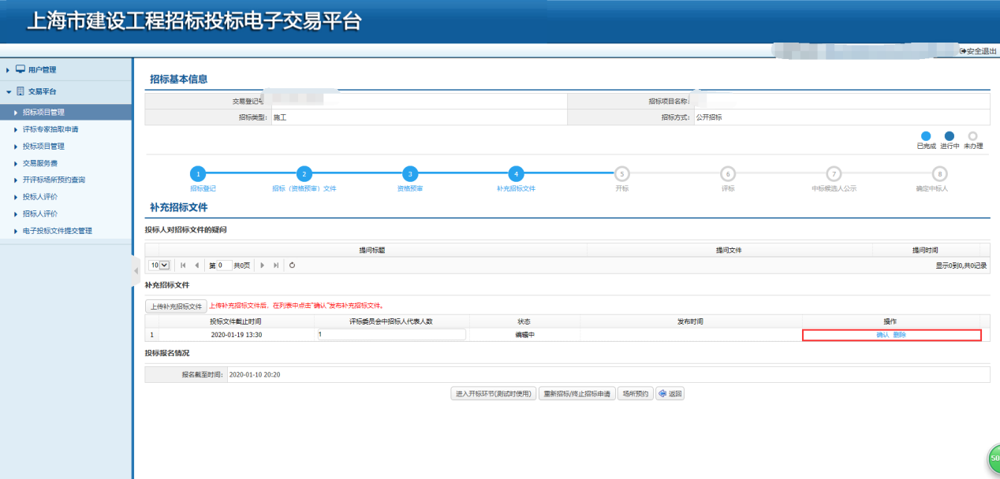 上海市建设工程招标投标电子交易平台
安全退出
用户管理
交易平台
招标项目管理
评标专家抽取申请
投标项目管理
交易服务费
开评标场所预约查询
投标人评价
招标人评价
电子投标文件提交管理
招标基本信息
交易登记号
招标项目名称:
招标类型: 施工
招标方式: 公开招标
已完成 进行中 未办理
1 2 3 4 5 6 7 8
招标登记 招标（资格预审）文件 资格预审 补充招标文件 开标 评标 中标候选人公示 确定中标人
补充招标文件
投标人对招标文件的疑问
提问标题 提问文件 提问时间
10 第 0 共0页 显示0到0,共0记录
补充招标文件
上传补充招标文件 上传补充招标文件后，在列表中点击"确认"发布补充招标文件。
投标文件截止时间 评标委员会中招标人代表人数 状态 发布时间 操作
1 2020-01-19 13:30 1 编辑中 确认 删除
投标报名情况
报名截至时间: 2020-01-10 20:20
进入开标环节(测试时使用) 重新招标/终止招标申请 场所预约 返回